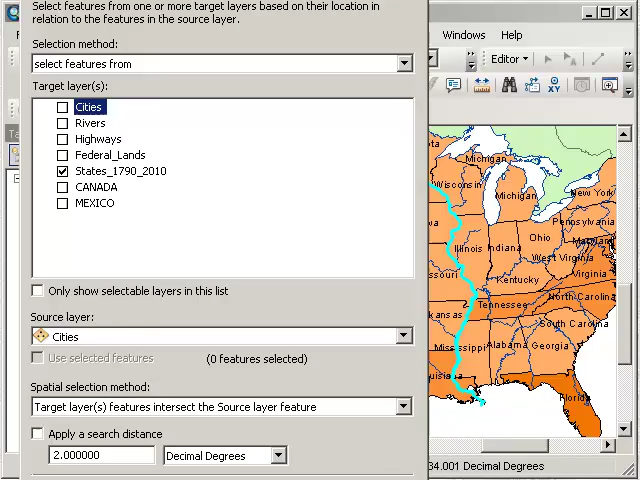 Select features from one or more target layers based on their location in
relation to the features in the source layer.
Selection method:
select features from
Target layer(s):
Cities
Rivers
Highways
Federal_Lands
States_1790_2010
CANADA
MEXICO
Only show selectable layers in this list
Source layer:
Cities
Use selected features (0 features selected)
Spatial selection method:
Target layer(s) features intersect the Source layer feature
Apply a search distance
2.000000 Decimal Degrees
Windows Help
Editor
XY
Michigan
Wisconsin
Michigan
New York
Pennsylvania
Ohio
Illinois Indiana
Maryland
West Virginia
Virginia
Kentucky
North Carolina
Tennessee
South Carolina
Mississippi Alabama Georgia
Florida
34.001 Decimal Degrees